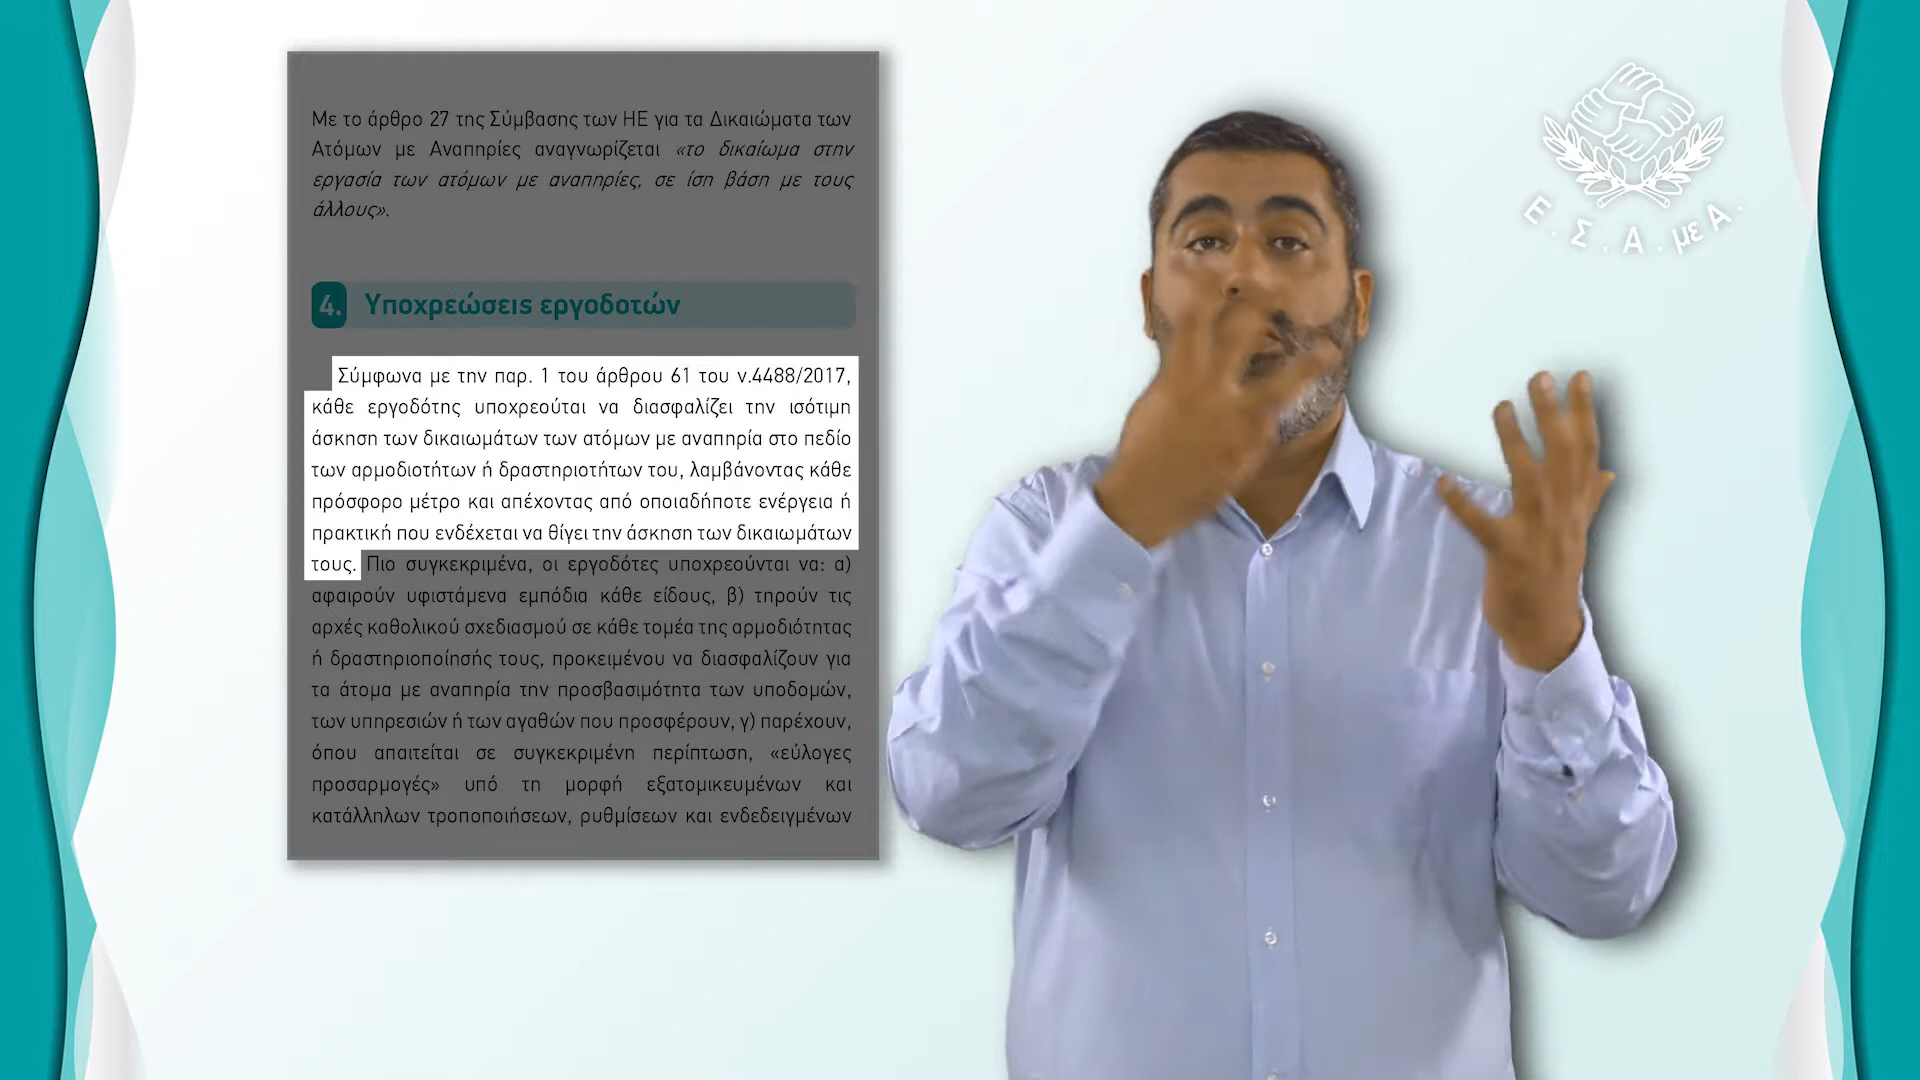 Με το άρθρο 27 της Σύμβασης των ΗΕ για τα Δικαιώματα των
Ατόμων με Αναπηρίες αναγνωρίζεται «το δικαίωμα στην
εργασία των ατόμων με αναπηρίες, σε ίση βάση με τους
άλλους».
4. Υποχρεώσεις εργοδοτών
Σύμφωνα με την παρ. 1 του άρθρου 61 του ν.4488/2017,
κάθε εργοδότης υποχρεούται να διασφαλίζει την ισότιμη
άσκηση των δικαιωμάτων των ατόμων με αναπηρία στο πεδίο
των αρμοδιοτήτων ή δραστηριοτήτων του, λαμβάνοντας κάθε
πρόσφορο μέτρο και απέχοντας από οποιαδήποτε ενέργεια ή
πρακτική που ενδέχεται να θίγει την άσκηση των δικαιωμάτων
τους. Πιο συγκεκριμένα, οι εργοδότες υποχρεούνται να: α)
αφαιρούν υφιστάμενα εμπόδια κάθε είδους, β) τηρούν τις
αρχές καθολικού σχεδιασμού σε κάθε τομέα της αρμοδιότητας
ή δραστηριοποίησής τους, προκειμένου να διασφαλίζουν για
τα άτομα με αναπηρία την προσβασιμότητα των υποδομών,
των υπηρεσιών ή των αγαθών που προσφέρουν, γ) παρέχουν,
όπου απαιτείται σε συγκεκριμένη περίπτωση, «εύλογες
προσαρμογές» υπό τη μορφή εξατομικευμένων και
κατάλληλων τροποποιήσεων, ρυθμίσεων και ενδεδειγμένων
Ε.Σ.Α.μεΑ.